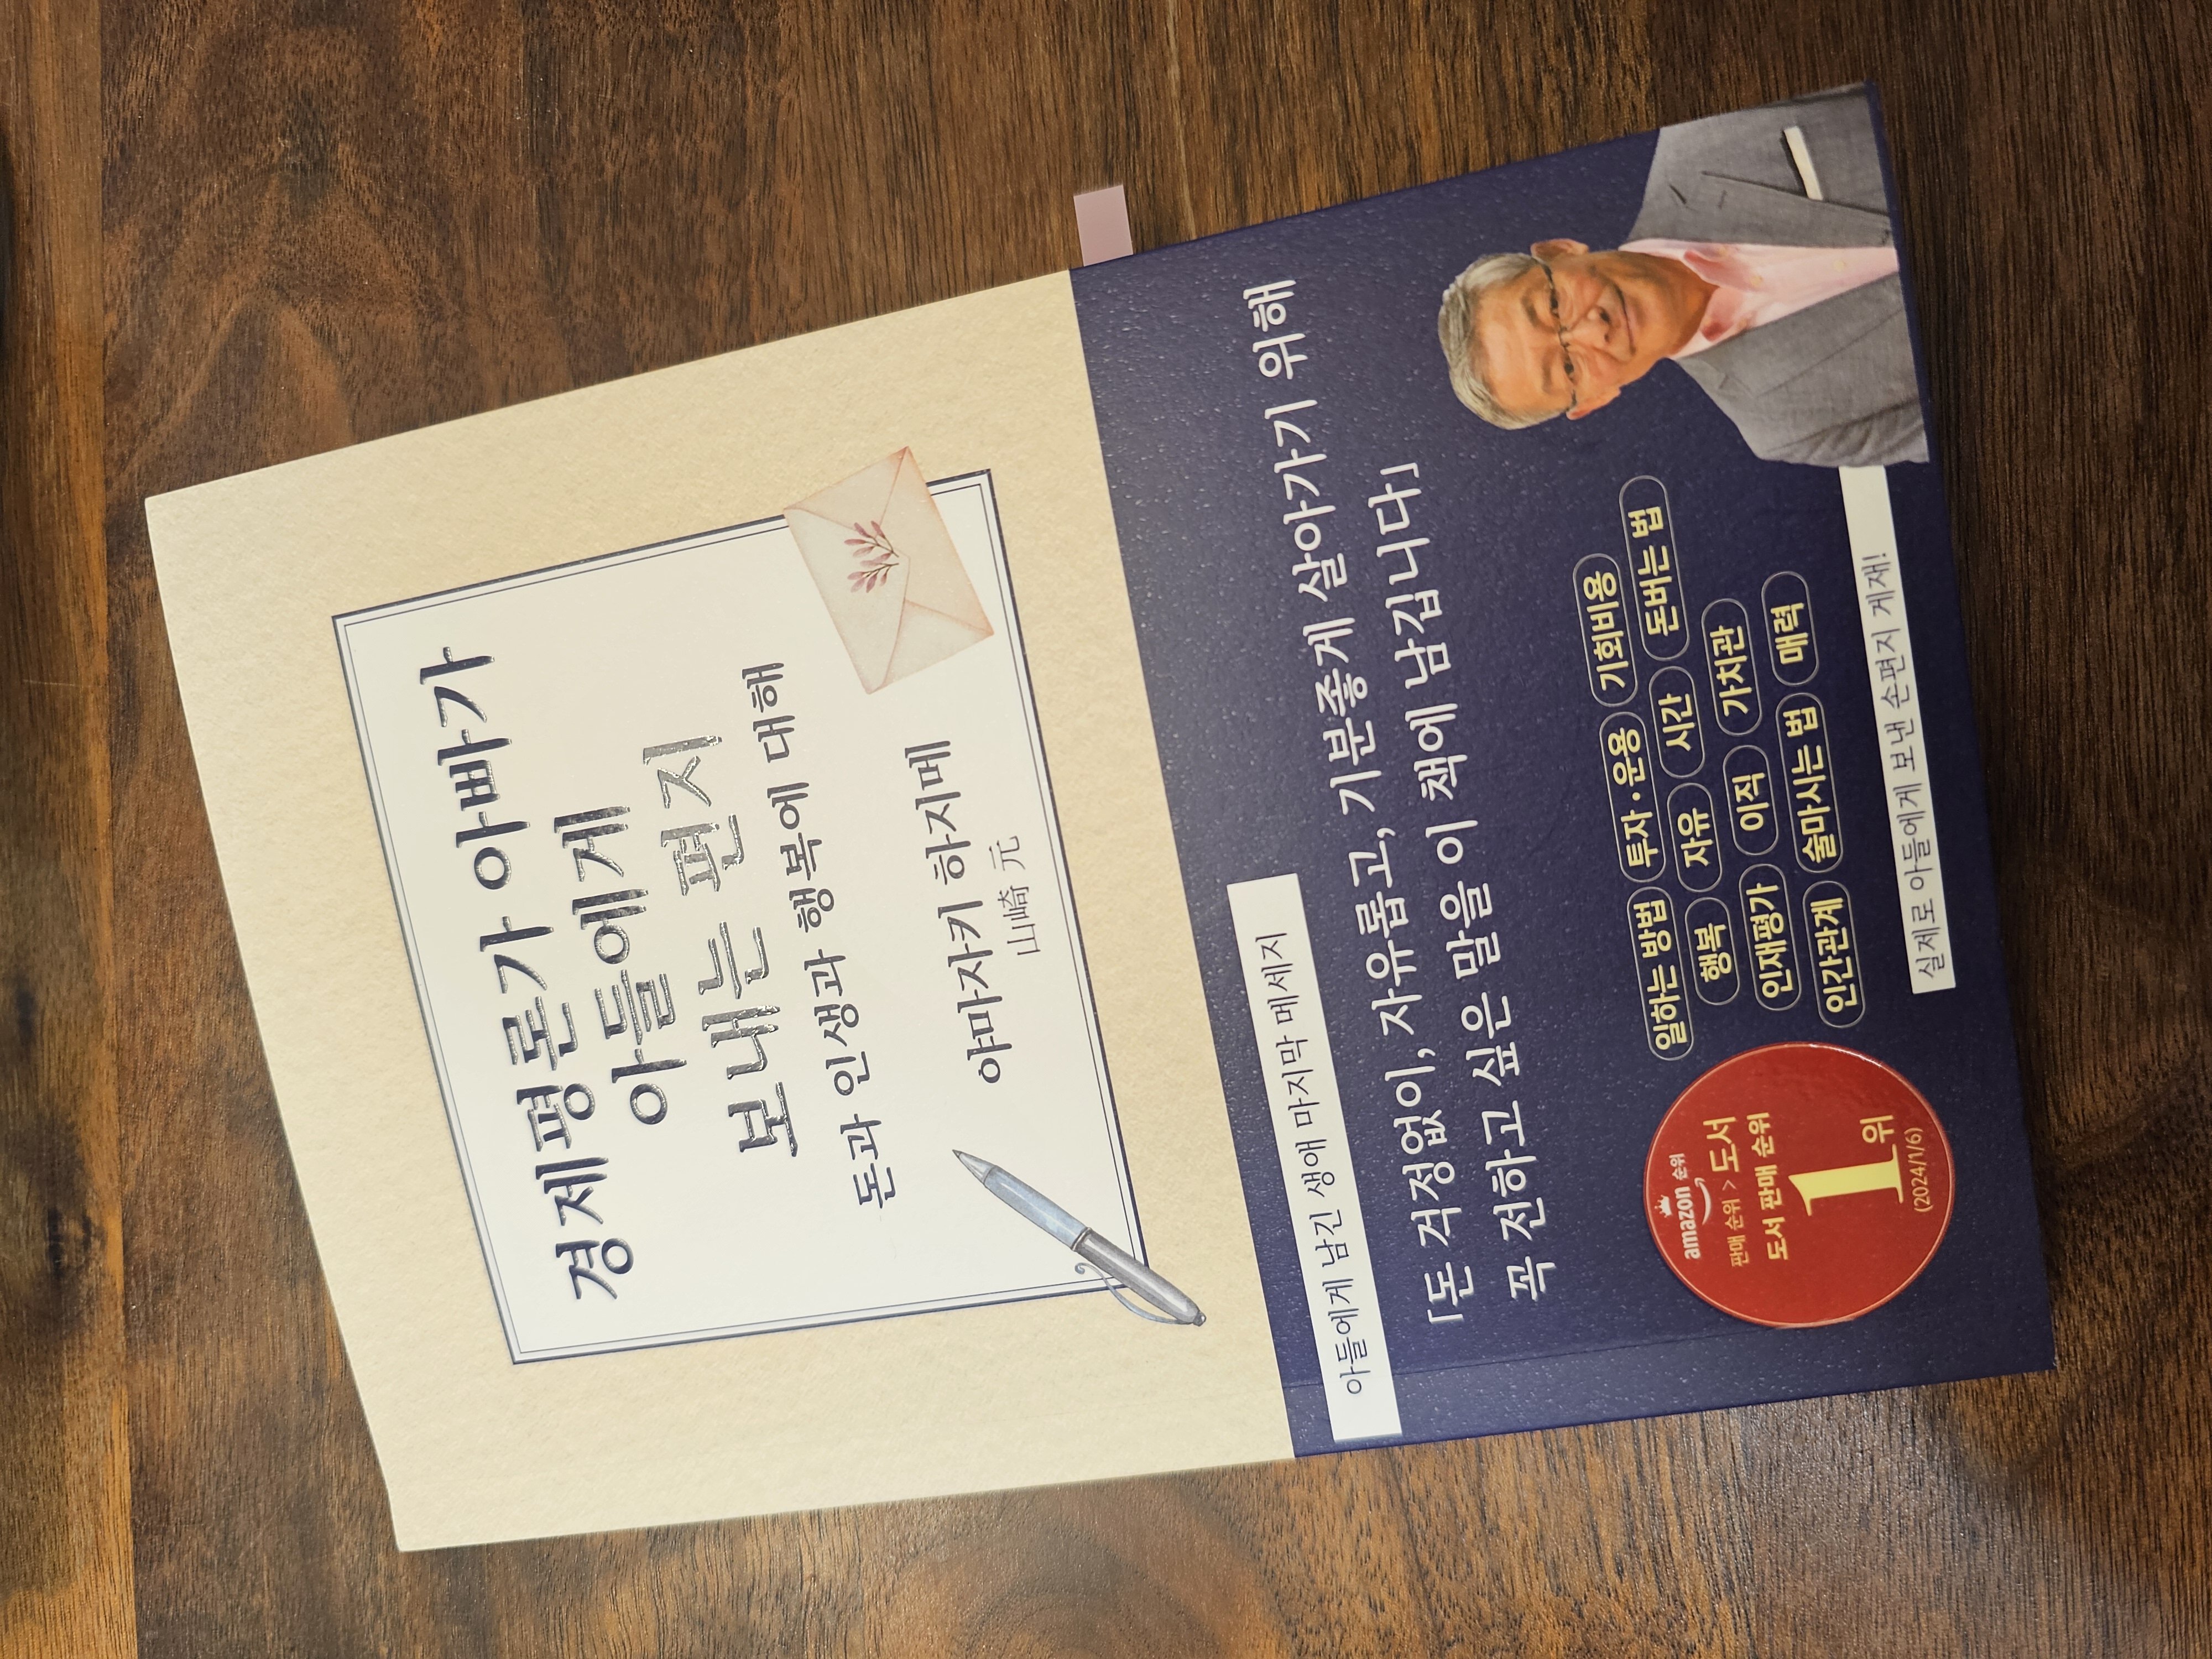 경제평론가 아빠가
아들에게
보내는 편지
돈과 인생과 행복에 대해
야마자키 하지메
山崎 元
아들에게 남긴 생애 마지막 메세지
「돈 걱정없이, 자유롭고, 기분좋게 살아가기 위해
꼭 전하고 싶은 말을 이 책에 남깁니다」
amazon 순위
판매 순위 > 도서
도서 판매 순위
1위
(2024/1/6)
일하는 방법 투자·운용 기회비용
행복 자유 시간 돈버는 법
인재평가 이직 가치관
인간관계 술마시는 법 매력
실제로 아들에게 보낸 손편지 게재!